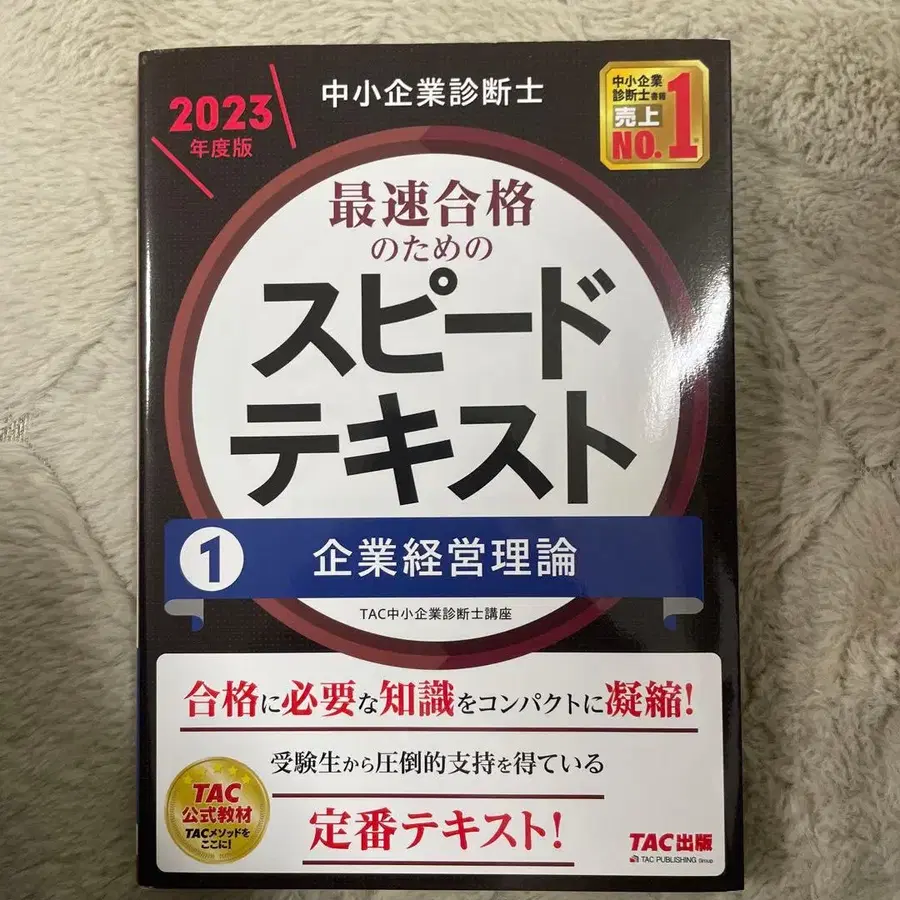 2023
年度版
中小企業診断士
中小企業
診断士書籍
売上
NO.1
最速合格
のための
スピード
テキスト
1 企業経営理論
TAC中小企業診断士講座
合格に必要な知識をコンパクトに凝縮!
受験生から圧倒的支持を得ている
定番テキスト!
TAC
公式教材
TACメソッドを
ここに!
TAC出版
TAC PUBLISHING Group